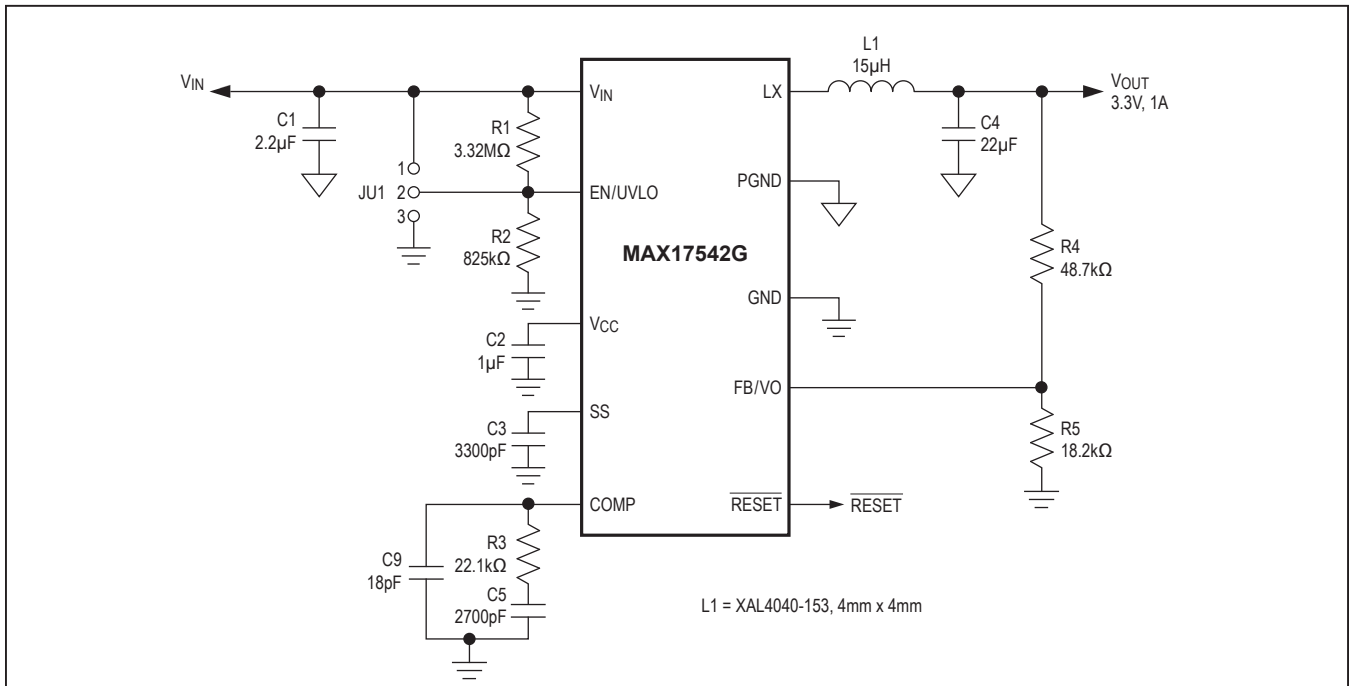 VIN
C1
2.2µF
JU1
1
2
3
R1
3.32MΩ
R2
825kΩ
C2
1µF
C3
3300pF
C9
18pF
R3
22.1kΩ
C5
2700pF
VIN
EN/UVLO
VCC
SS
COMP
MAX17542G
LX
PGND
GND
FB/VO
RESET
RESET
L1
15µH
C4
22µF
VOUT
3.3V, 1A
R4
48.7kΩ
R5
18.2kΩ
L1 = XAL4040-153, 4mm x 4mm